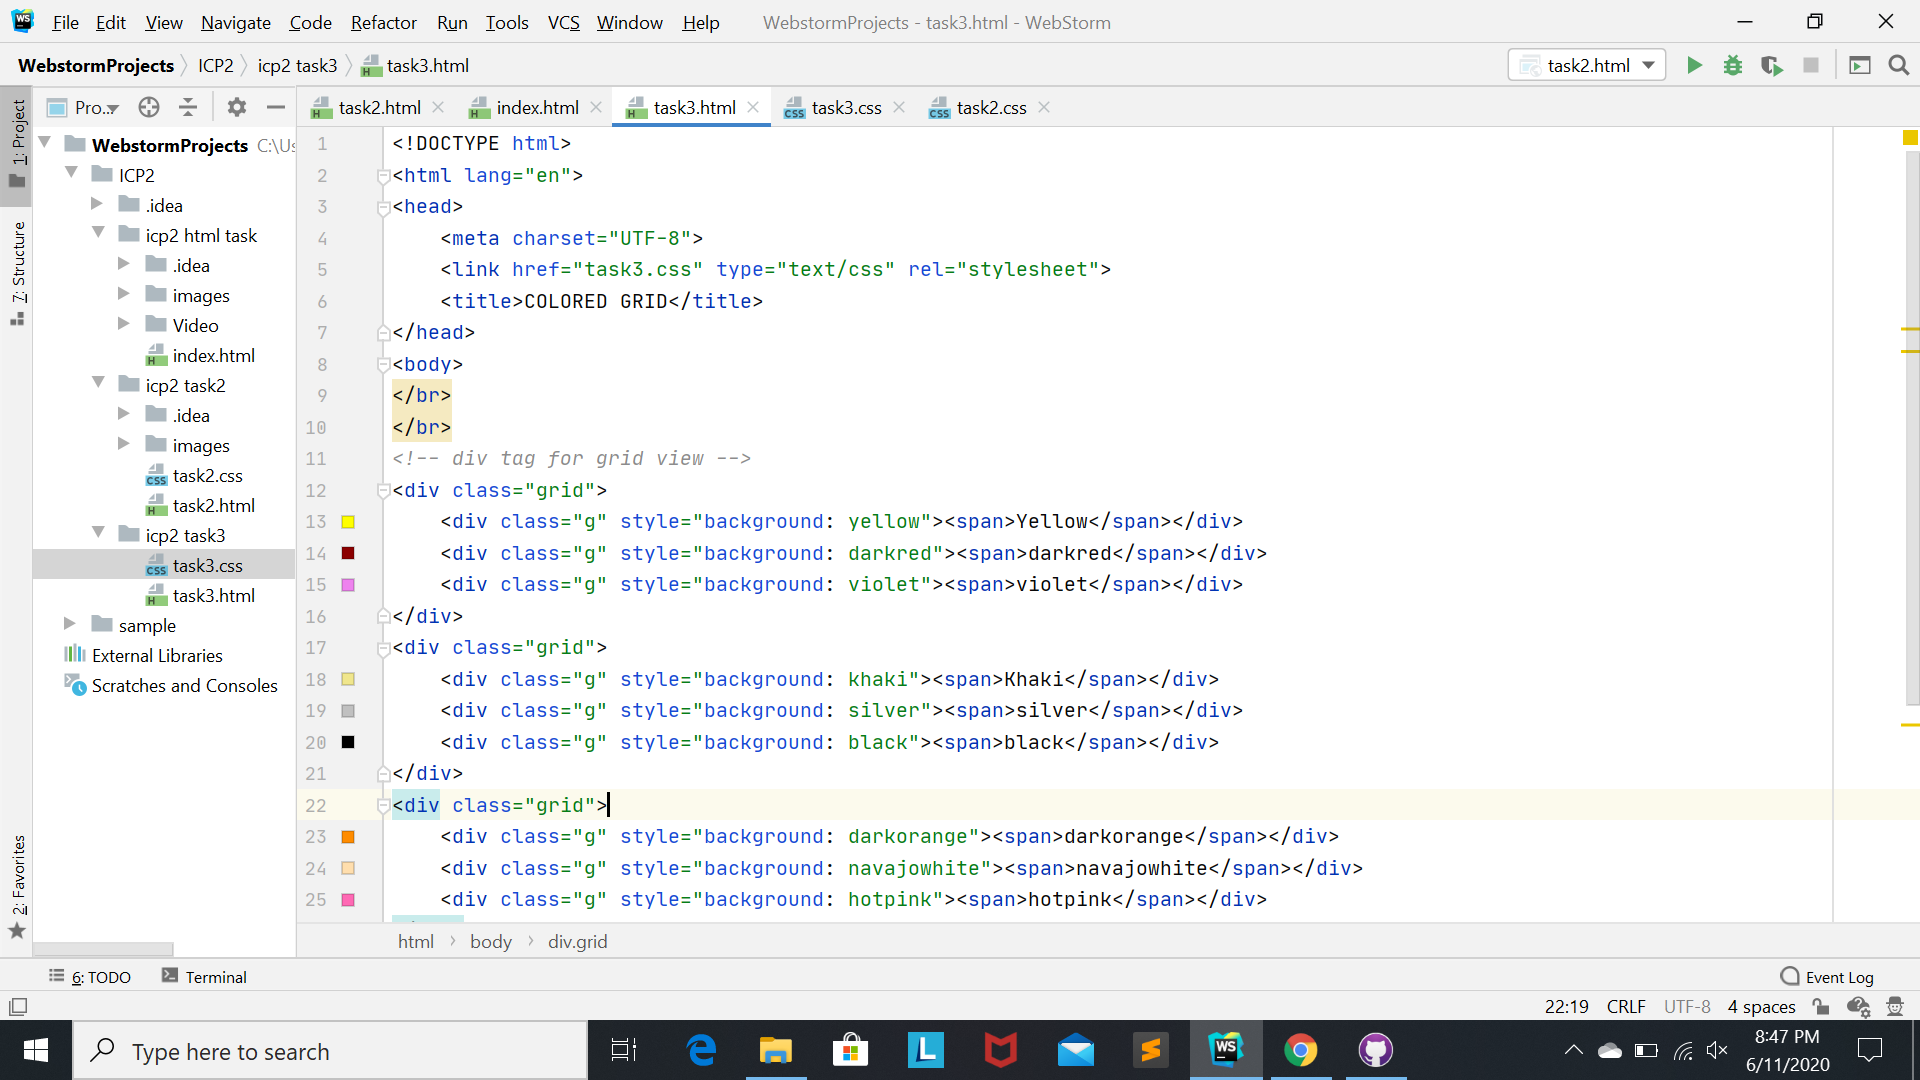 WS File Edit View Navigate Code Refactor Run Tools VCS Window Help WebstormProjects - task3.html - WebStorm
WebstormProjects ICP2 icp2 task3 task3.html task2.html
Pro.. task2.html index.html task3.html task3.css task2.css
1: Project
7: Structure
2: Favorites
WebstormProjects C:\Us
ICP2
.idea
icp2 html task
.idea
images
Video
index.html
icp2 task2
.idea
images
task2.css
task2.html
icp2 task3
task3.css
task3.html
sample
External Libraries
Scratches and Consoles
1 <!DOCTYPE html>
2 <html lang="en">
3 <head>
4 <meta charset="UTF-8">
5 <link href="task3.css" type="text/css" rel="stylesheet">
6 <title>COLORED GRID</title>
7 </head>
8 <body>
9 </br>
10 </br>
11 <!-- div tag for grid view -->
12 <div class="grid">
13 <div class="g" style="background: yellow"><span>Yellow</span></div>
14 <div class="g" style="background: darkred"><span>darkred</span></div>
15 <div class="g" style="background: violet"><span>violet</span></div>
16 </div>
17 <div class="grid">
18 <div class="g" style="background: khaki"><span>Khaki</span></div>
19 <div class="g" style="background: silver"><span>silver</span></div>
20 <div class="g" style="background: black"><span>black</span></div>
21 </div>
22 <div class="grid">
23 <div class="g" style="background: darkorange"><span>darkorange</span></div>
24 <div class="g" style="background: navajowhite"><span>navajowhite</span></div>
25 <div class="g" style="background: hotpink"><span>hotpink</span></div>
html body div.grid
6: TODO Terminal Event Log
22:19 CRLF UTF-8 4 spaces
Type here to search
L
WS
8:47 PM
6/11/2020